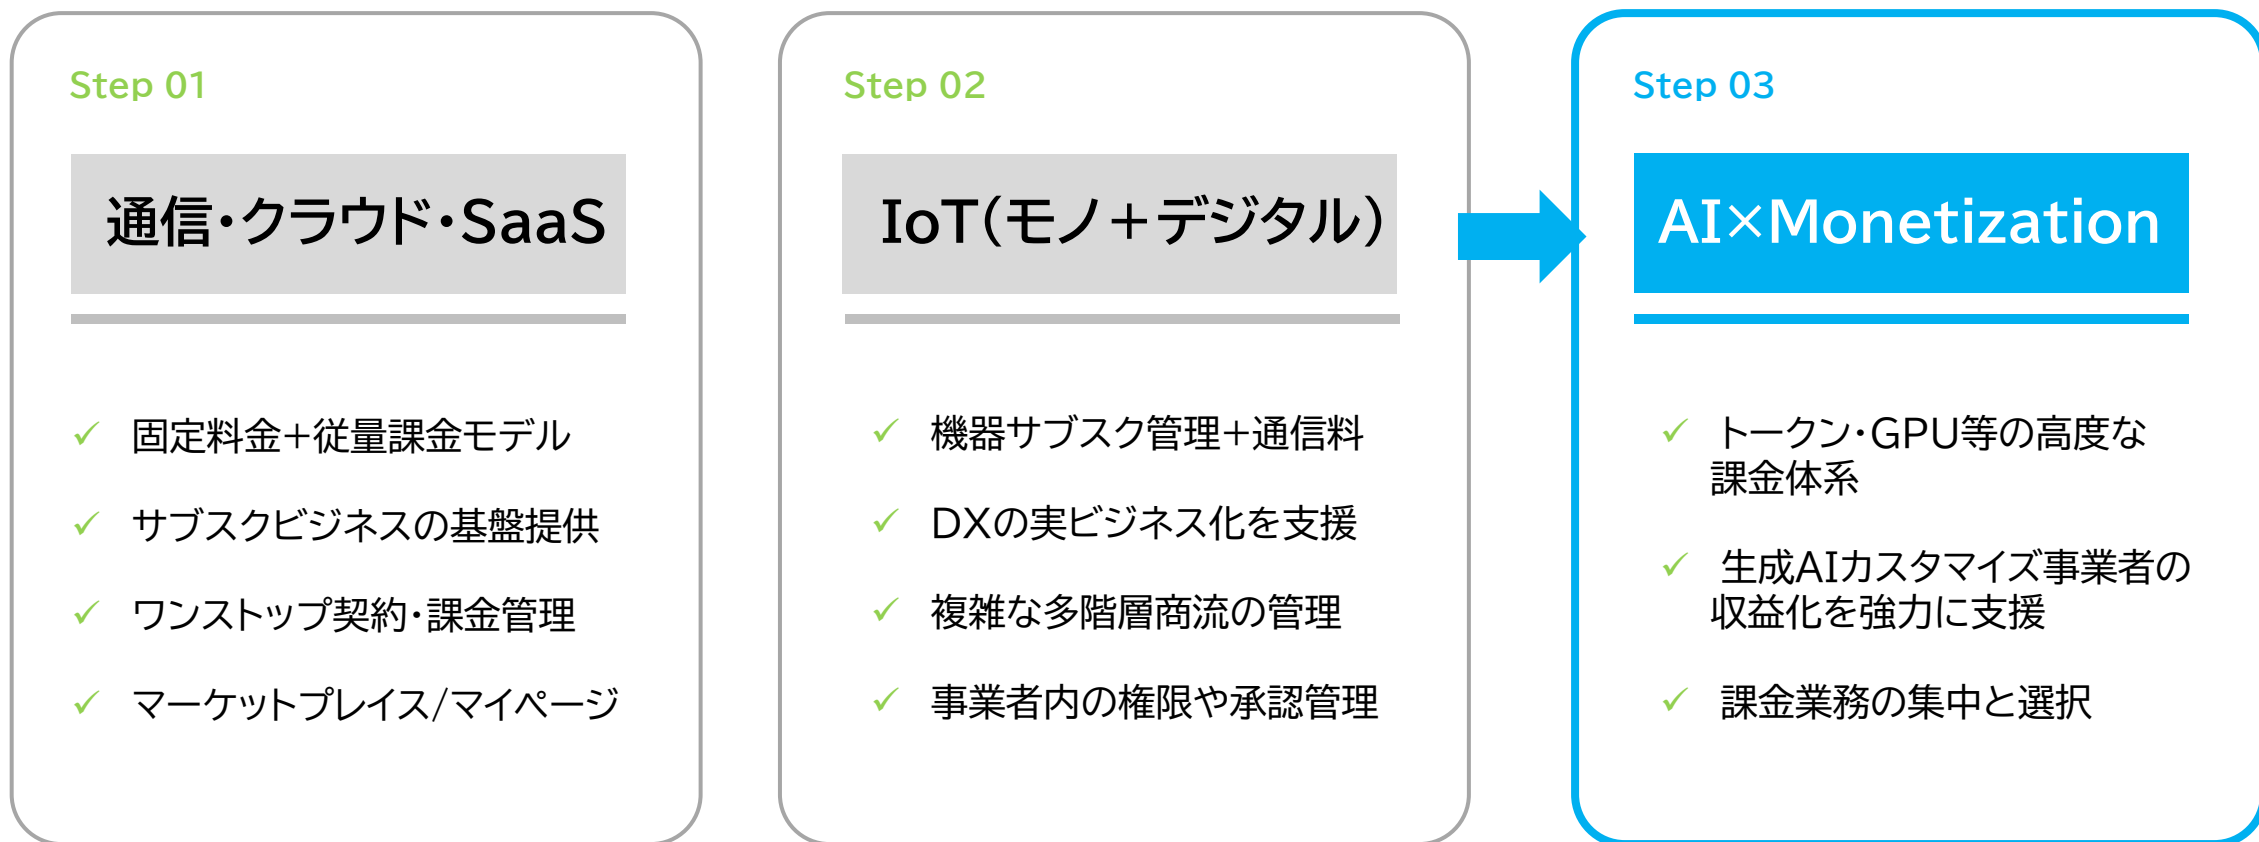 Step 01
通信・クラウド・SaaS
✓ 固定料金+従量課金モデル
✓ サブスクビジネスの基盤提供
✓ ワンストップ契約・課金管理
✓ マーケットプレイス/マイページ
Step 02
IoT(モノ+デジタル)
✓ 機器サブスク管理+通信料
✓ DXの実ビジネス化を支援
✓ 複雑な多階層商流の管理
✓ 事業者内の権限や承認管理
Step 03
AI×Monetization
✓ トークン・GPU等の高度な
課金体系
✓ 生成AIカスタマイズ事業者の
収益化を強力に支援
✓ 課金業務の集中と選択